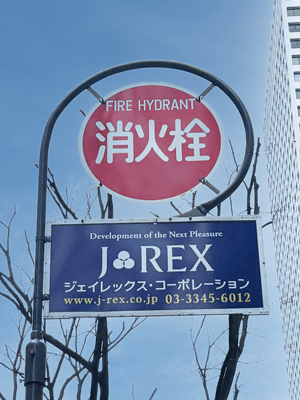 FIRE HYDRANT
消火栓
Development of the Next Pleasure
J REX
ジェイレックス・コーポレーション
www.j-rex.co.jp 03-3345-6012